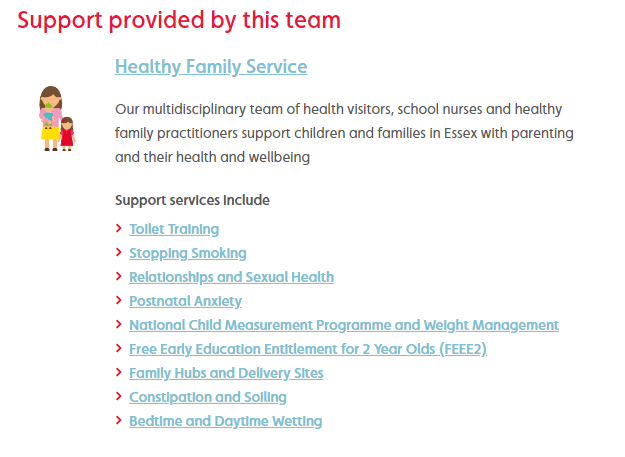 Support provided by this team
Healthy Family Service
Our multidisciplinary team of health visitors, school nurses and healthy
family practitioners support children and families in Essex with parenting
and their health and wellbeing
Support services include
Toilet Training
Stopping Smoking
Relationships and Sexual Health
Postnatal Anxiety
National Child Measurement Programme and Weight Management
Free Early Education Entitlement for 2 Year Olds (FEEE2)
Family Hubs and Delivery Sites
Constipation and Soiling
Bedtime and Daytime Wetting